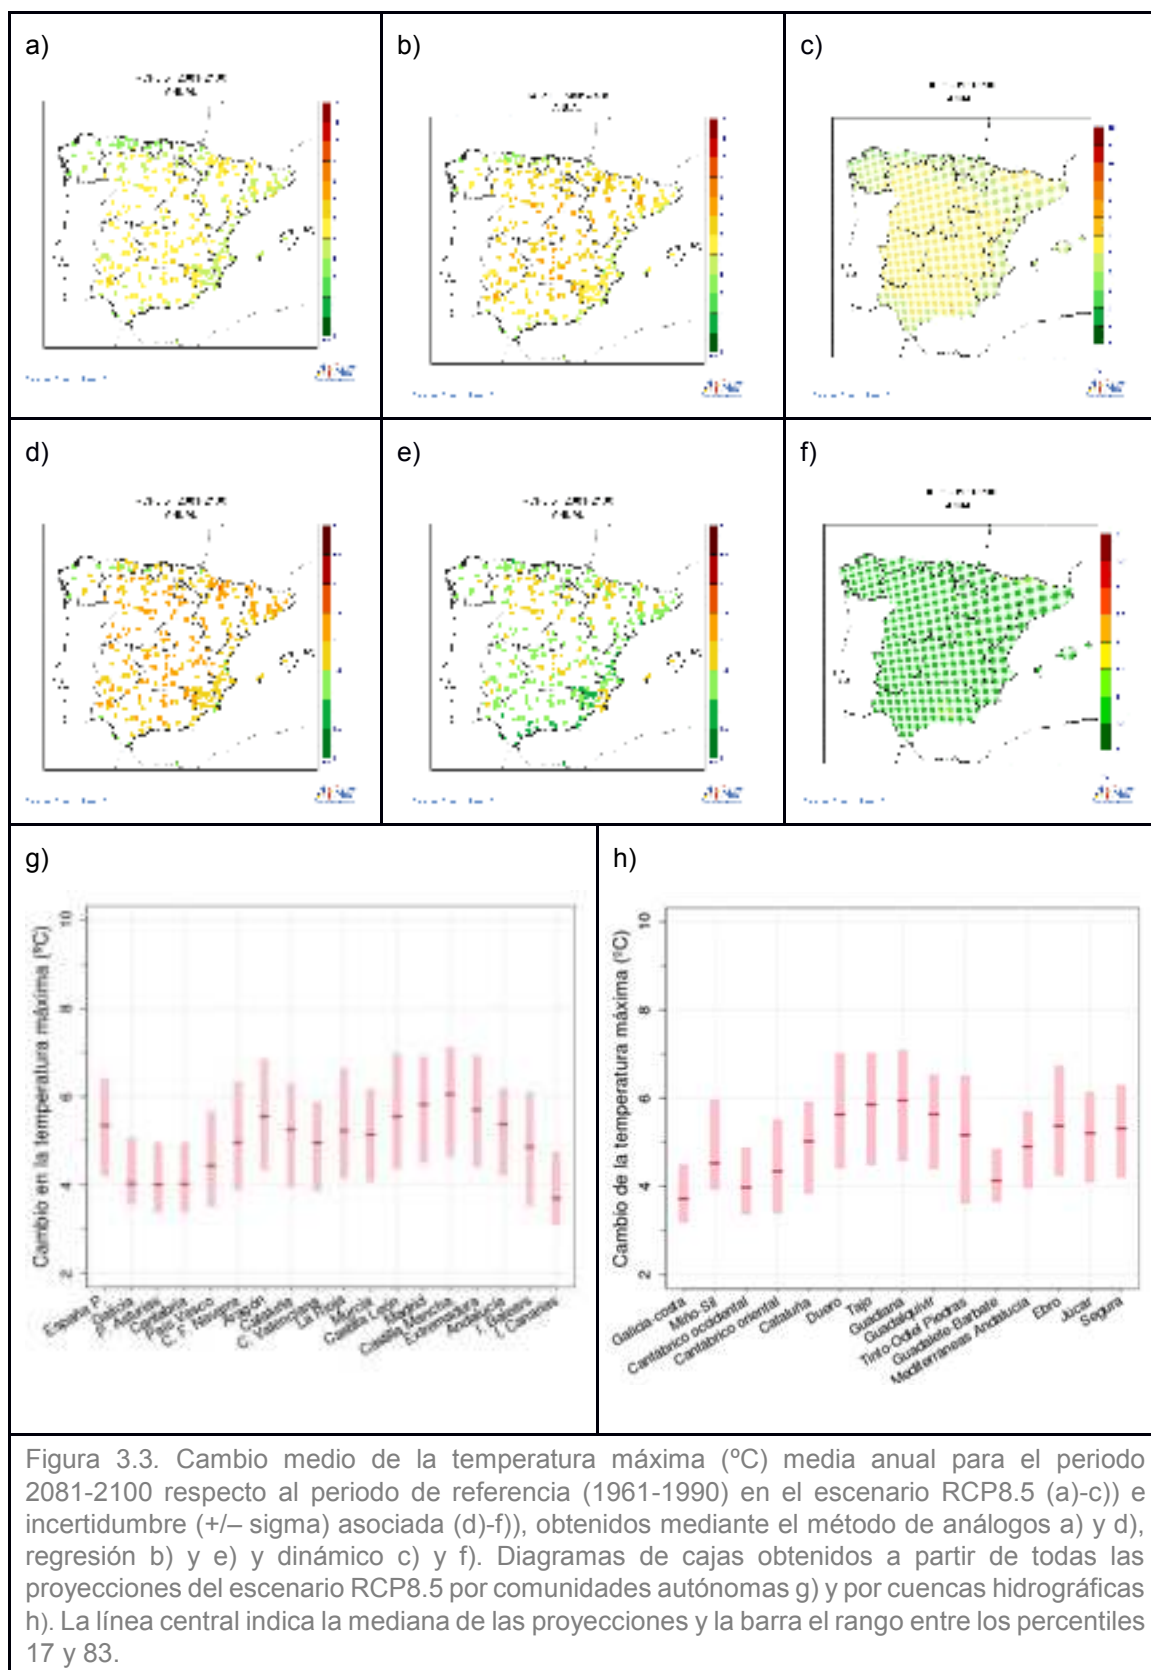 a)
b)
c)
d)
e)
f)
g)
Cambio en la temperatura máxima (ºC)
10
8
6
4
2
España P.
Galicia
P. Asturias
Cantabria
País Vasco
C. F. Navarra
Aragón
Cataluña
C. Valenciana
La Rioja
Murcia
Castilla León
Madrid
Castilla Mancha
Extremadura
Andalucía
I. Baleares
I. Canarias
h)
Cambio de la temperatura máxima (ºC)
10
8
6
4
2
Galicia-costa
Miño-Sil
Cantábrico occidental
Cantábrico oriental
Cataluña
Duero
Tajo
Guadiana
Guadalquivir
Tinto-Odiel Piedras
Guadalete-Barbate
Mediterráneas Andalucía
Ebro
Júcar
Segura
Figura 3.3. Cambio medio de la temperatura máxima (ºC) media anual para el periodo
2081-2100 respecto al periodo de referencia (1961-1990) en el escenario RCP8.5 (a)-c)) e
incertidumbre (+/– sigma) asociada (d)-f)), obtenidos mediante el método de análogos a) y d),
regresión b) y e) y dinámico c) y f). Diagramas de cajas obtenidos a partir de todas las
proyecciones del escenario RCP8.5 por comunidades autónomas g) y por cuencas hidrográficas
h). La línea central indica la mediana de las proyecciones y la barra el rango entre los percentiles
17 y 83.